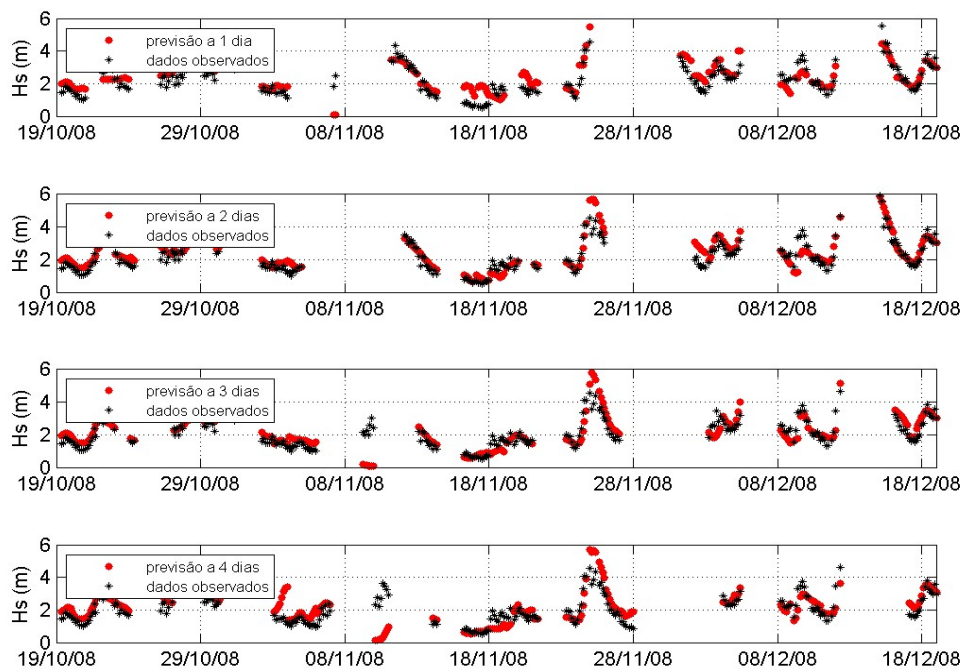 6
4
2
0
Hs (m)
previsão a 1 dia
dados observados
19/10/08 29/10/08 08/11/08 18/11/08 28/11/08 08/12/08 18/12/08
6
4
2
0
Hs (m)
previsão a 2 dias
dados observados
19/10/08 29/10/08 08/11/08 18/11/08 28/11/08 08/12/08 18/12/08
6
4
2
0
Hs (m)
previsão a 3 dias
dados observados
19/10/08 29/10/08 08/11/08 18/11/08 28/11/08 08/12/08 18/12/08
6
4
2
0
Hs (m)
previsão a 4 dias
dados observados
19/10/08 29/10/08 08/11/08 18/11/08 28/11/08 08/12/08 18/12/08